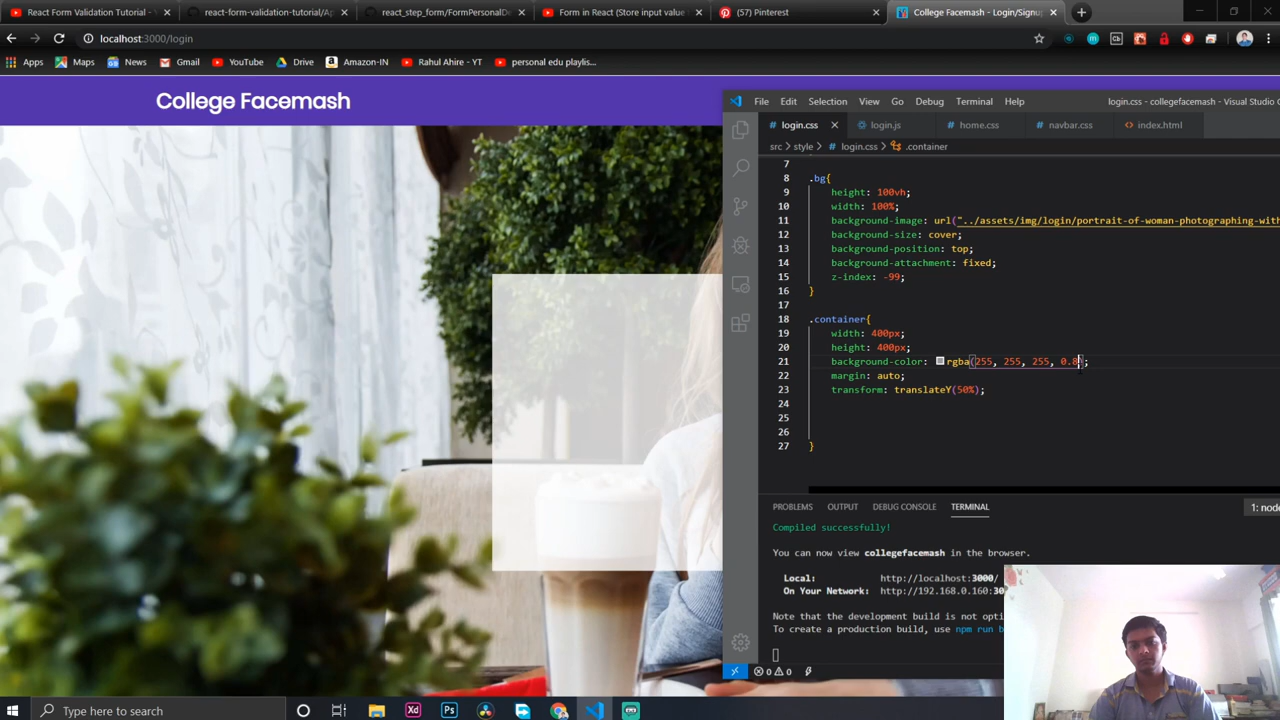 React Form Validation Tutorial -
react-form-validation-tutorial/Ap
react_step_form/FormPersonalD
Form in React (Store input value
(57) Pinterest
College Facemash - Login/Signu
localhost:3000/login
Apps
Maps
News
Gmail
YouTube
Drive
Amazon-IN
Rahul Ahire - YT
personal edu playlis...
College Facemash
File Edit Selection View Go Debug Terminal Help
login.css - collegefacemash - Visual Studio C
login.css
login.js
home.css
navbar.css
index.html
src > style > login.css > .container
7
8 .bg{
9 height: 100vh;
10 width: 100%;
11 background-image: url("../assets/img/login/portrait-of-woman-photographing-with
12 background-size: cover;
13 background-position: top;
14 background-attachment: fixed;
15 z-index: -99;
16 }
17
18 .container{
19 width: 400px;
20 height: 400px;
21 background-color: rgba(255, 255, 255, 0.8);
22 margin: auto;
23 transform: translateY(50%);
24
25
26
27 }
PROBLEMS OUTPUT DEBUG CONSOLE TERMINAL
1: node
Compiled successfully!
You can now view collegefacemash in the browser.
Local: http://localhost:3000/
On Your Network: http://192.168.0.160:30
Note that the development build is not opti
To create a production build, use npm run b
0 0
Type here to search